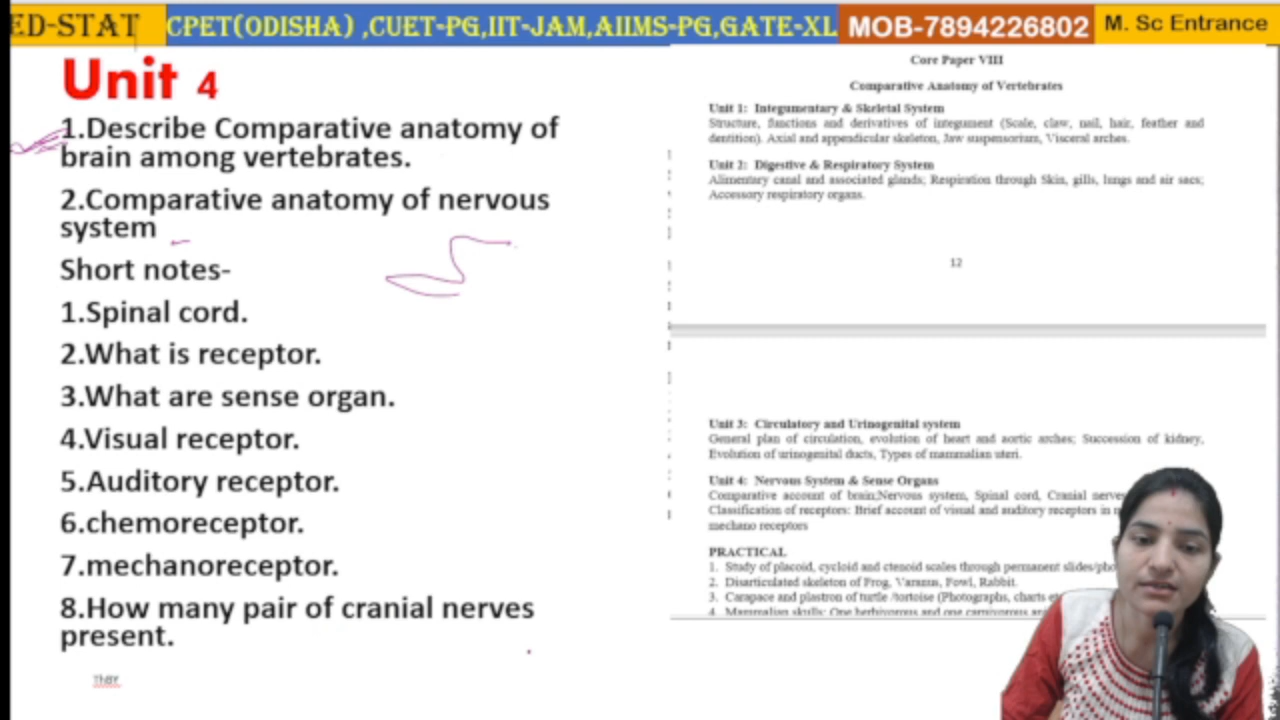 ED-STAT CPET(ODISHA) ,CUET-PG,IIT-JAM,AIIMS-PG,GATE-XL MOB-7894226802 M. Sc Entrance
Unit 4
1.Describe Comparative anatomy of
brain among vertebrates.
2.Comparative anatomy of nervous
system
Short notes-
1.Spinal cord.
2.What is receptor.
3.What are sense organ.
4.Visual receptor.
5.Auditory receptor.
6.chemoreceptor.
7.mechanoreceptor.
8.How many pair of cranial nerves
present.
Core Paper VIII
Comparative Anatomy of Vertebrates
Unit 1: Integumentary & Skeletal System
Structure, functions and derivatives of integument (Scale, claw, nail, hair, feather and
dentition). Axial and appendicular skeleton, Jaw suspensorium, Visceral arches.
Unit 2: Digestive & Respiratory System
Alimentary canal and associated glands; Respiration through Skin, gills, lungs and air sacs;
Accessory respiratory organs.
12
Unit 3: Circulatory and Urinogenital system
General plan of circulation, evolution of heart and aortic arches; Succession of kidney,
Evolution of urinogenital ducts, Types of mammalian uteri.
Unit 4: Nervous System & Sense Organs
Comparative account of brain;Nervous system, Spinal cord, Cranial nerves
Classification of receptors: Brief account of visual and auditory receptors in
mechano receptors
PRACTICAL
1. Study of placoid, cycloid and ctenoid scales through permanent slides/pho
2. Disarticulated skeleton of Frog, Varanus, Fowl, Rabbit.
3. Carapace and plastron of turtle /tortoise (Photographs, charts
4. Mammalian skulls: One herbivorous and one carnivorous